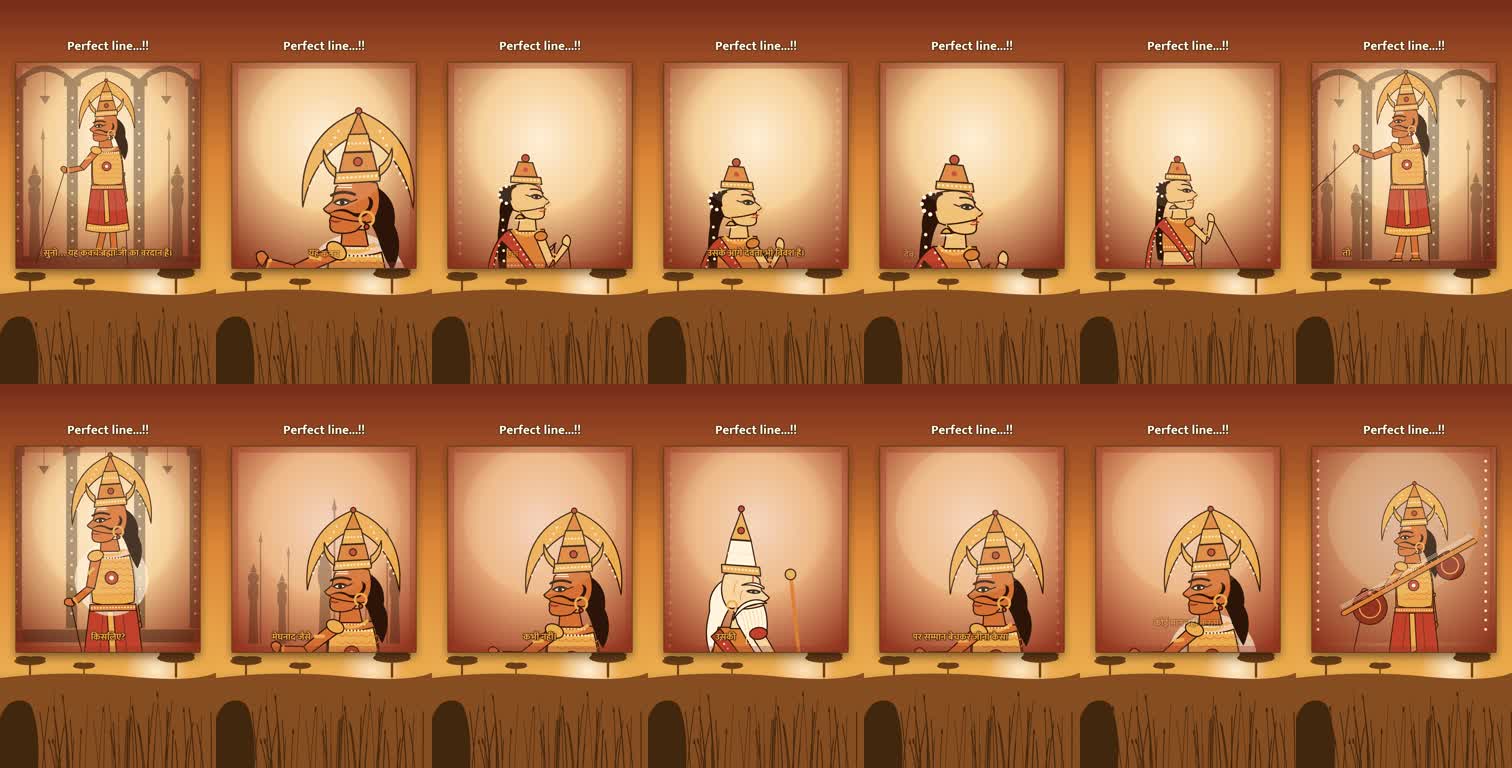 Perfect line...!!
Perfect line...!!
Perfect line...!!
Perfect line...!!
Perfect line...!!
Perfect line...!!
Perfect line...!!
सुनो... यह कवच ब्रह्मा जी का वरदान है।
यह
उसके आगे देवता भी विवश हैं।
देव
तो
Perfect line...!!
Perfect line...!!
Perfect line...!!
Perfect line...!!
Perfect line...!!
Perfect line...!!
Perfect line...!!
किसलिए?
मेघनाद जैसे
कभी नहीं
उसकी
पर सम्मान बेचकर जीना कैसा
कोई